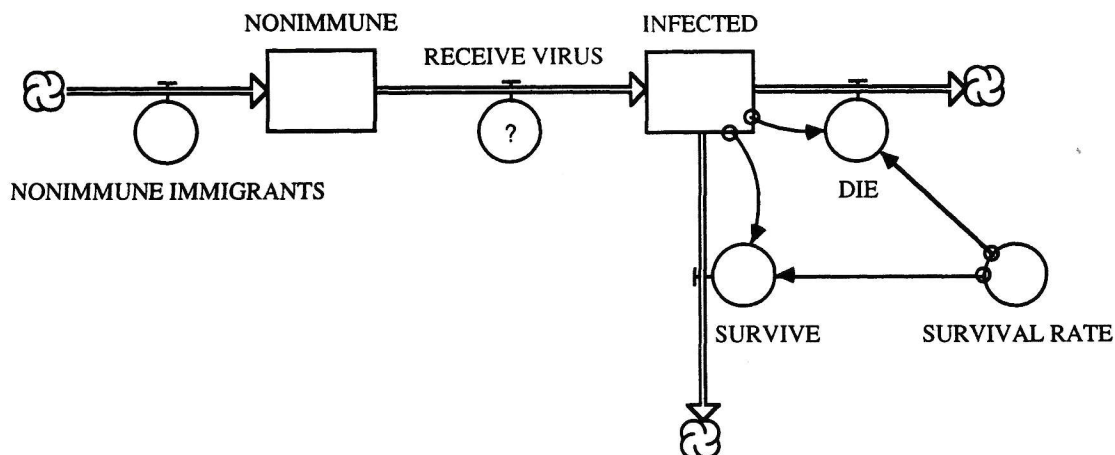 NONIMMUNE
INFECTED
RECEIVE VIRUS
?
NONIMMUNE IMMIGRANTS
DIE
SURVIVE
SURVIVAL RATE